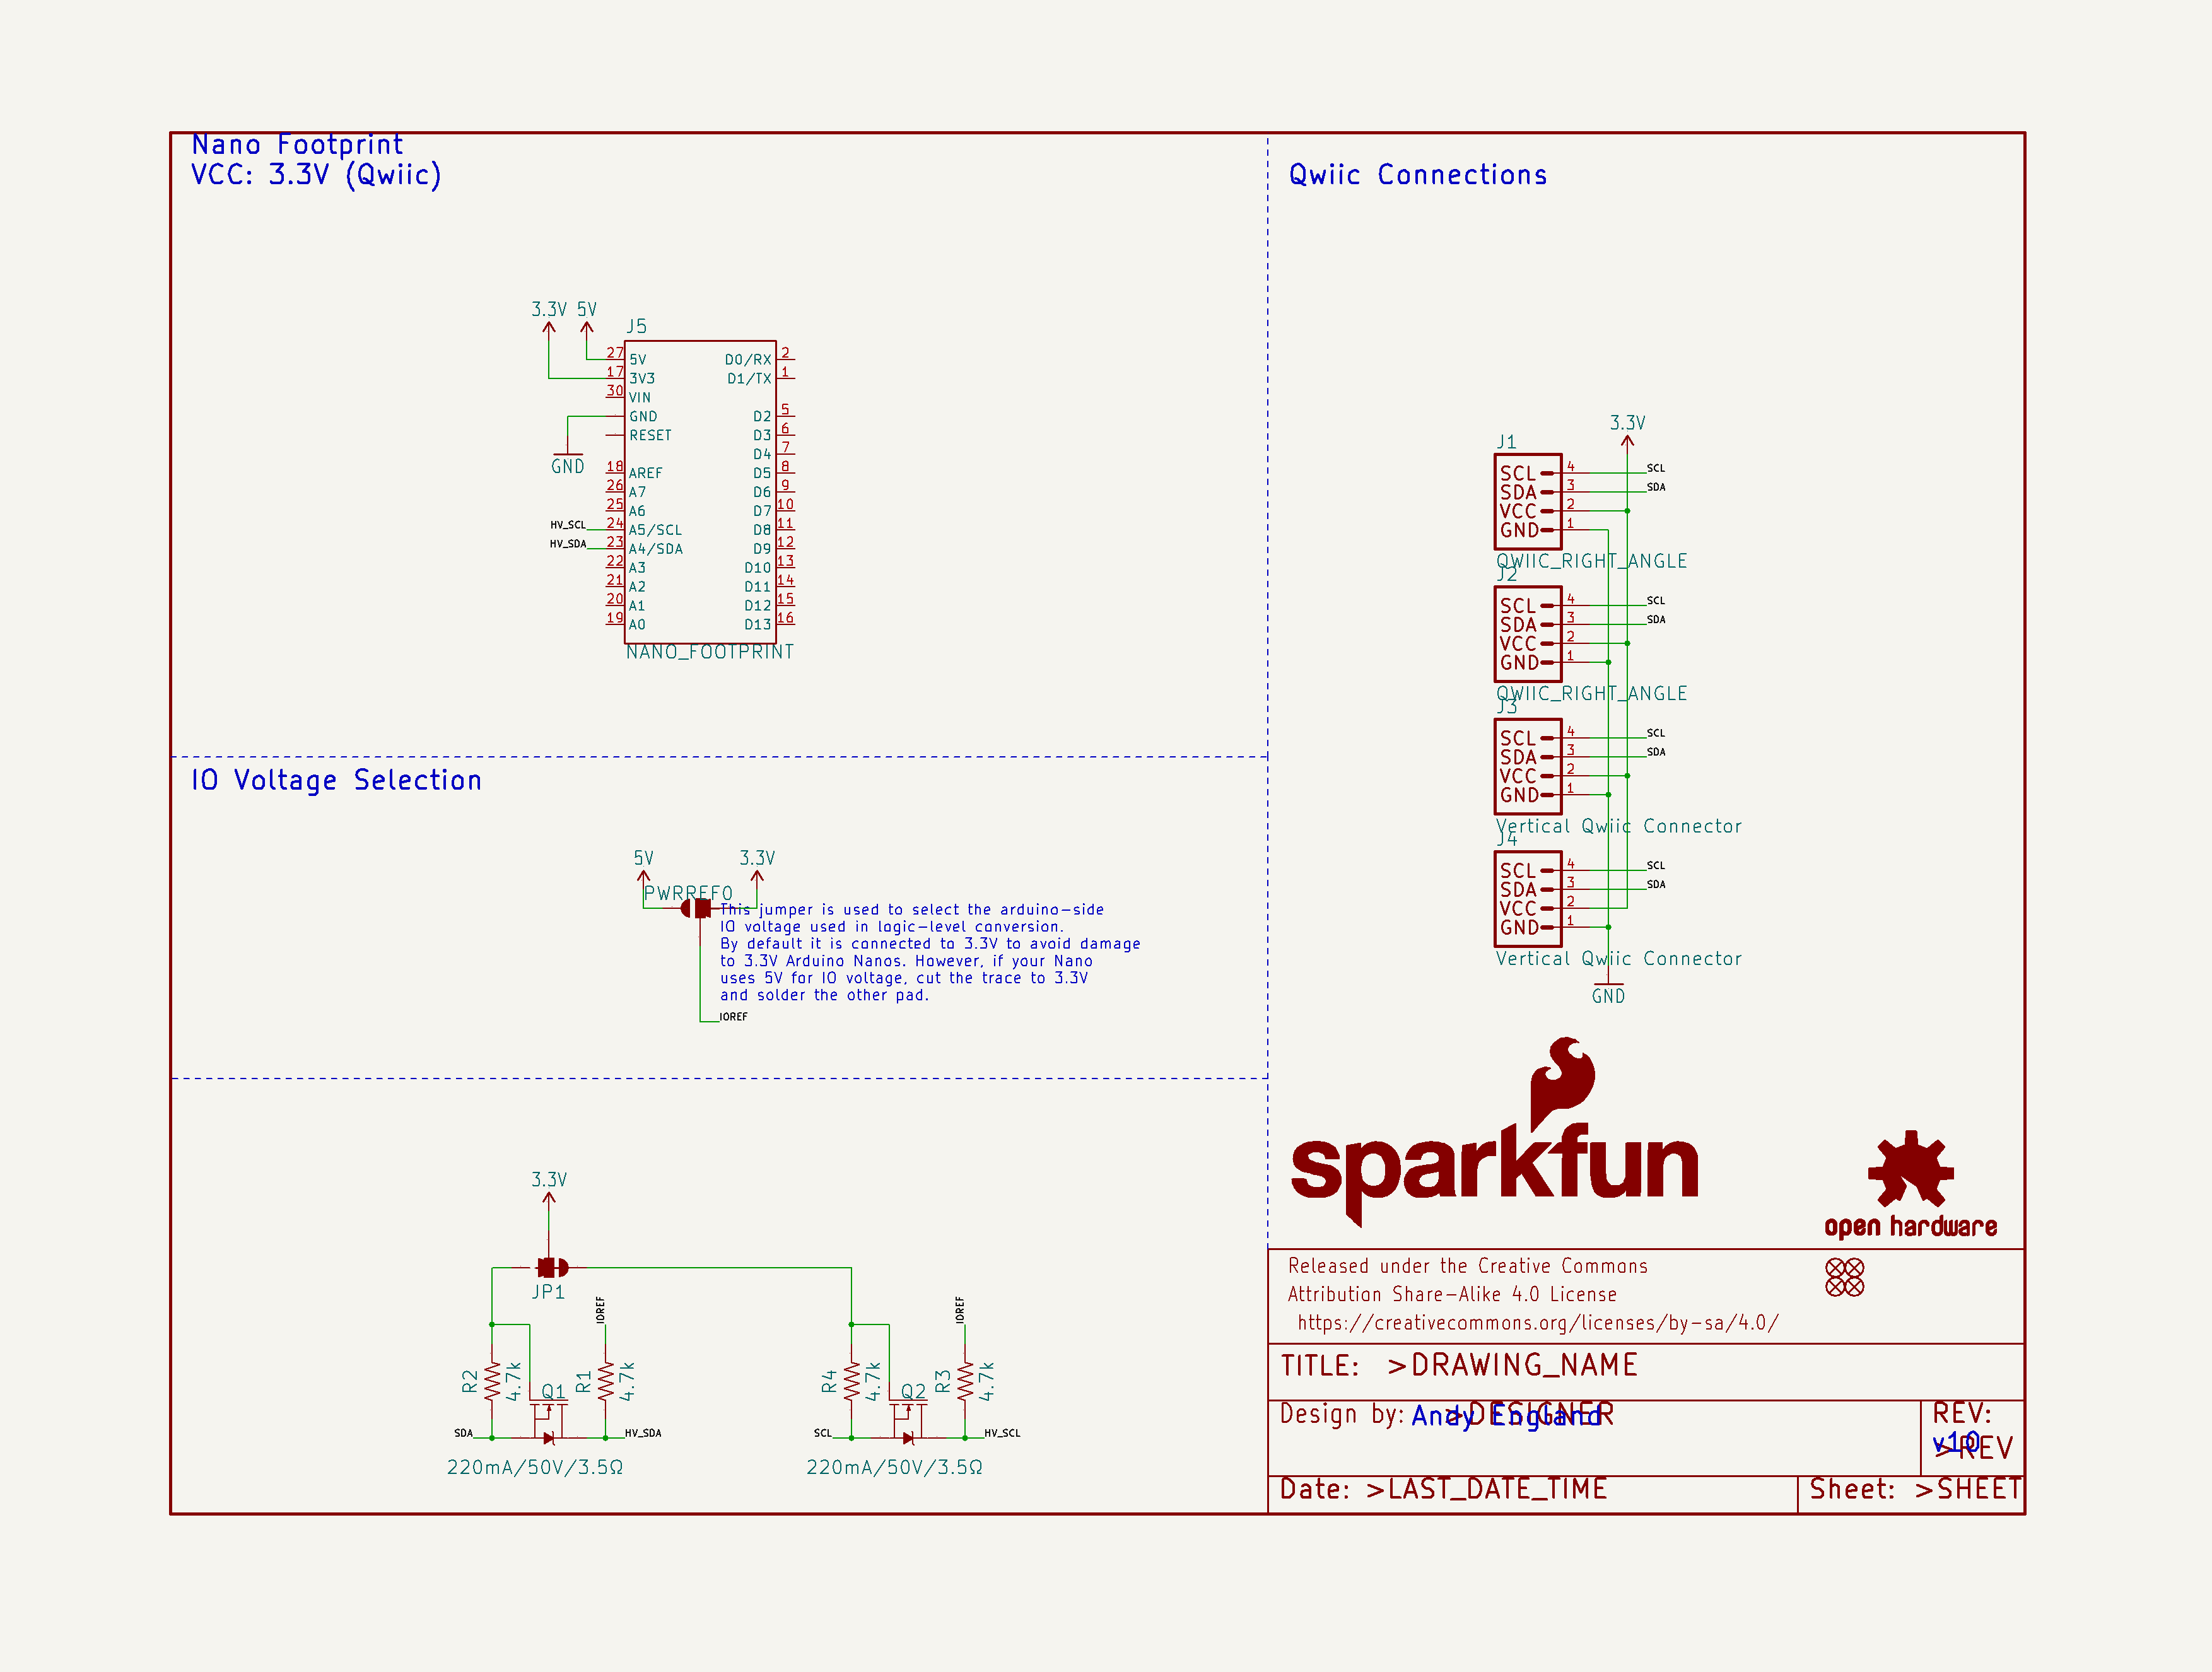 Nano Footprint
VCC: 3.3V (Qwiic)
3.3V 5V
J5
27 5V D0/RX 2
17 3V3 D1/TX 1
30 VIN
GND D2 5
RESET D3 6
D4 7
GND
18 AREF D5 8
26 A7 D6 9
25 A6 D7 10
HV_SCL 24 A5/SCL D8 11
HV_SDA 23 A4/SDA D9 12
22 A3 D10 13
21 A2 D11 14
20 A1 D12 15
19 A0 D13 16
NANO_FOOTPRINT
IO Voltage Selection
5V 3.3V
PWRREF0
This jumper is used to select the arduino-side
IO voltage used in logic-level conversion.
By default it is connected to 3.3V to avoid damage
to 3.3V Arduino Nanos. However, if your Nano
uses 5V for IO voltage, cut the trace to 3.3V
and solder the other pad.
IOREF
3.3V
JP1
IOREF IOREF
R2 4.7k Q1 R1 4.7k R4 4.7k Q2 R3 4.7k
SDA HV_SDA SCL HV_SCL
220mA/50V/3.5Ω 220mA/50V/3.5Ω
Qwiic Connections
3.3V
J1
SCL 4 SCL
SDA 3 SDA
VCC 2
GND 1
QWIIC_RIGHT_ANGLE
J2
SCL 4 SCL
SDA 3 SDA
VCC 2
GND 1
QWIIC_RIGHT_ANGLE
J3
SCL 4 SCL
SDA 3 SDA
VCC 2
GND 1
Vertical Qwiic Connector
J4
SCL 4 SCL
SDA 3 SDA
VCC 2
GND 1
Vertical Qwiic Connector
GND
sparkfun
open hardware
Released under the Creative Commons
Attribution Share-Alike 4.0 License
https://creativecommons.org/licenses/by-sa/4.0/
TITLE: >DRAWING_NAME
Design by: Andy England >DESIGNER
REV:
v10
>REV
Date: >LAST_DATE_TIME
Sheet: >SHEET